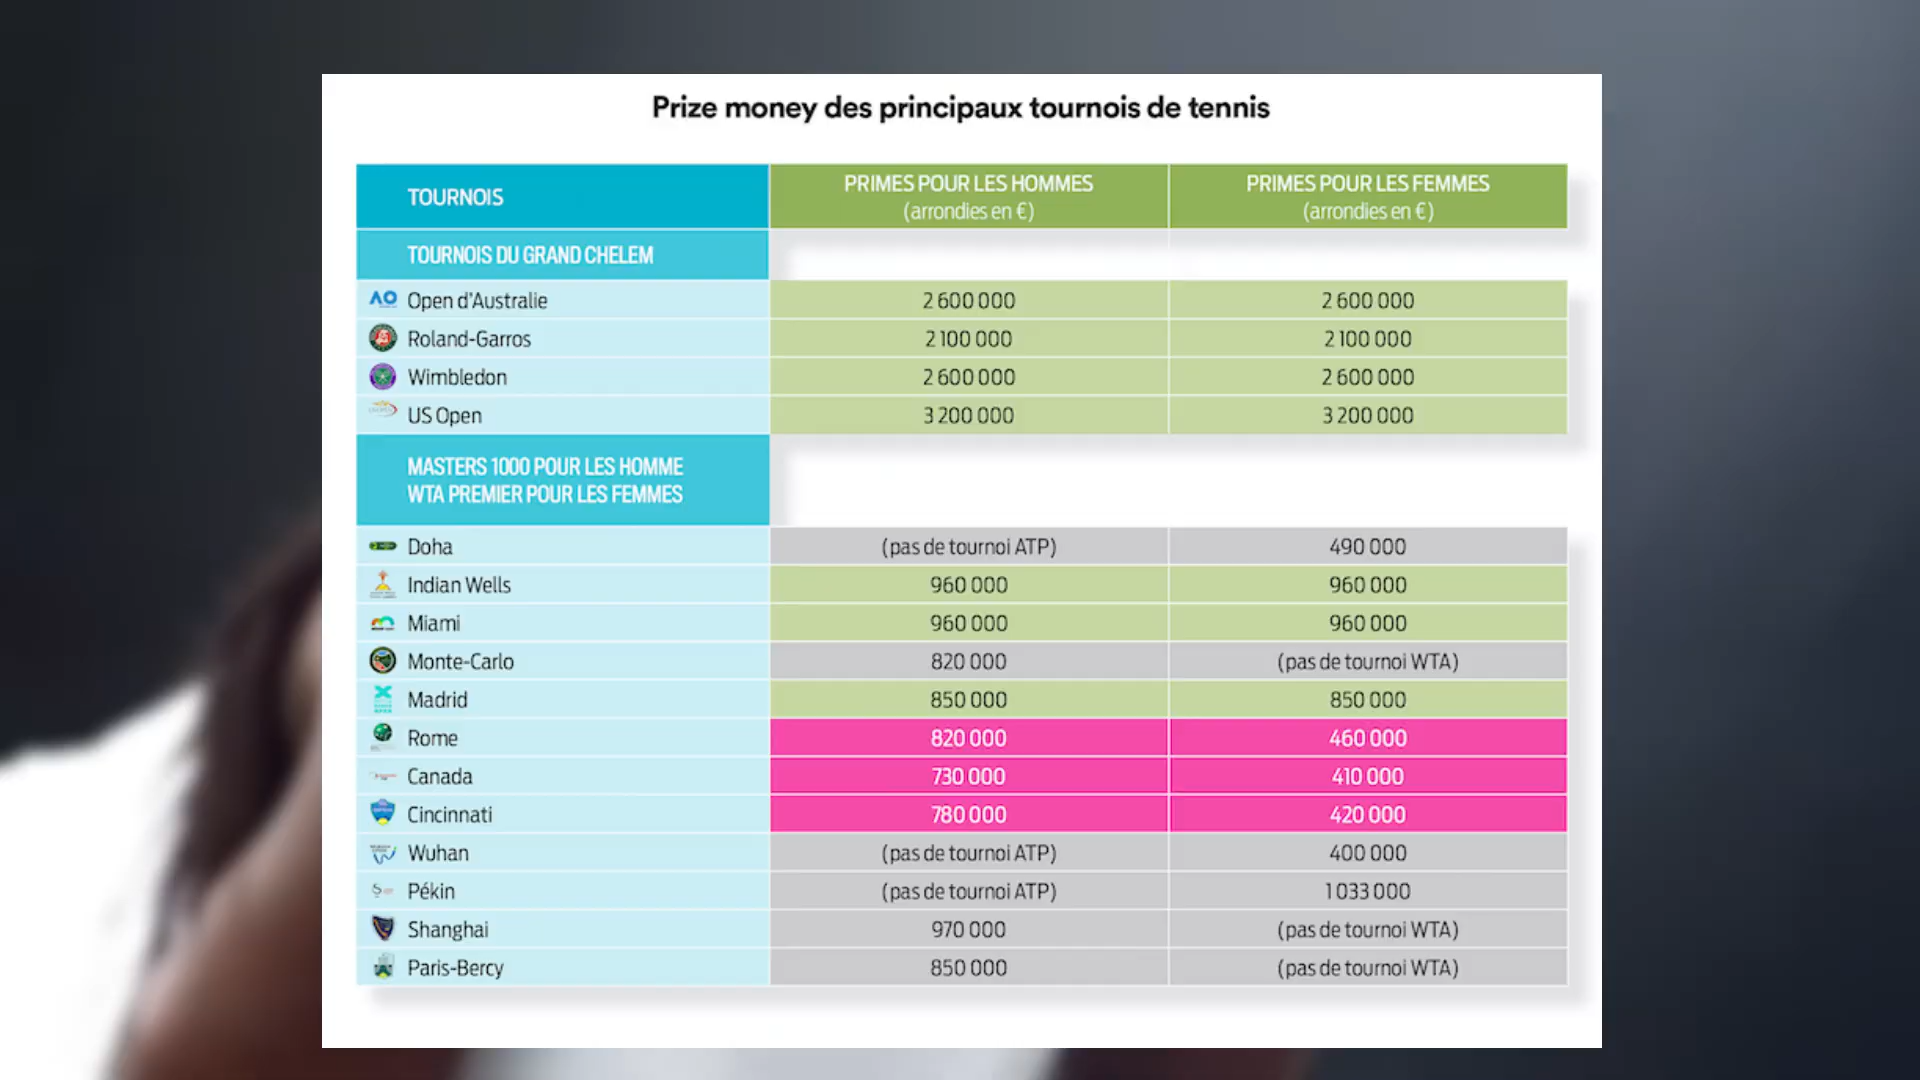 Prize money des principaux tournois de tennis
TOURNOIS PRIMES POUR LES HOMMES (arrondies en €) PRIMES POUR LES FEMMES (arrondies en €)
TOURNOIS DU GRAND CHELEM
AO Open d'Australie 2 600 000 2 600 000
Roland-Garros 2 100 000 2 100 000
Wimbledon 2 600 000 2 600 000
US Open 3 200 000 3 200 000
MASTERS 1000 POUR LES HOMME
WTA PREMIER POUR LES FEMMES
Doha (pas de tournoi ATP) 490 000
Indian Wells 960 000 960 000
Miami 960 000 960 000
Monte-Carlo 820 000 (pas de tournoi WTA)
Madrid 850 000 850 000
Rome 820 000 460 000
Canada 730 000 410 000
Cincinnati 780 000 420 000
Wuhan (pas de tournoi ATP) 400 000
Pékin (pas de tournoi ATP) 1 033 000
Shanghai 970 000 (pas de tournoi WTA)
Paris-Bercy 850 000 (pas de tournoi WTA)